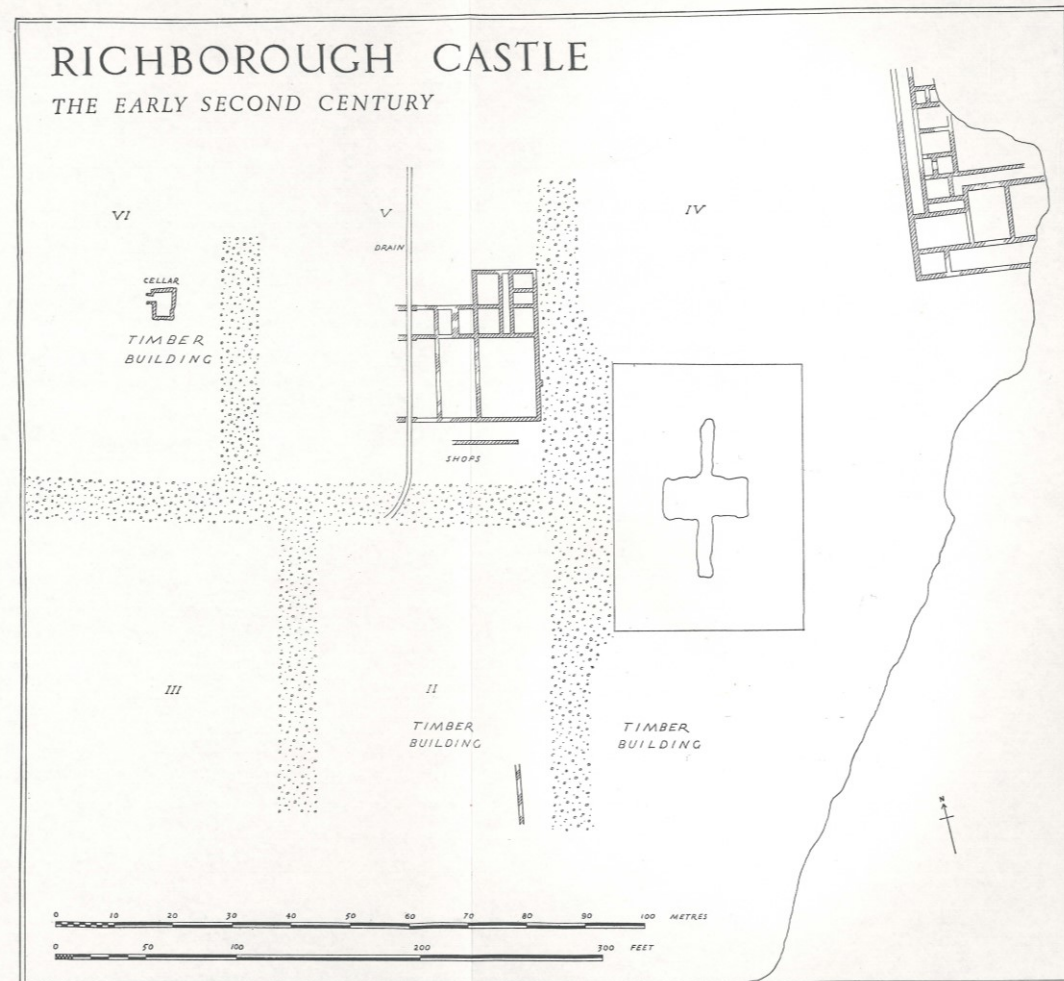 RICHBOROUGH CASTLE
THE EARLY SECOND CENTURY
VI
V
IV
DRAIN
CELLAR
TIMBER
BUILDING
SHOPS
III
II
TIMBER
BUILDING
TIMBER
BUILDING
N
0 10 20 30 40 50 60 70 80 90 100 METRES
0 50 100 200 300 FEET